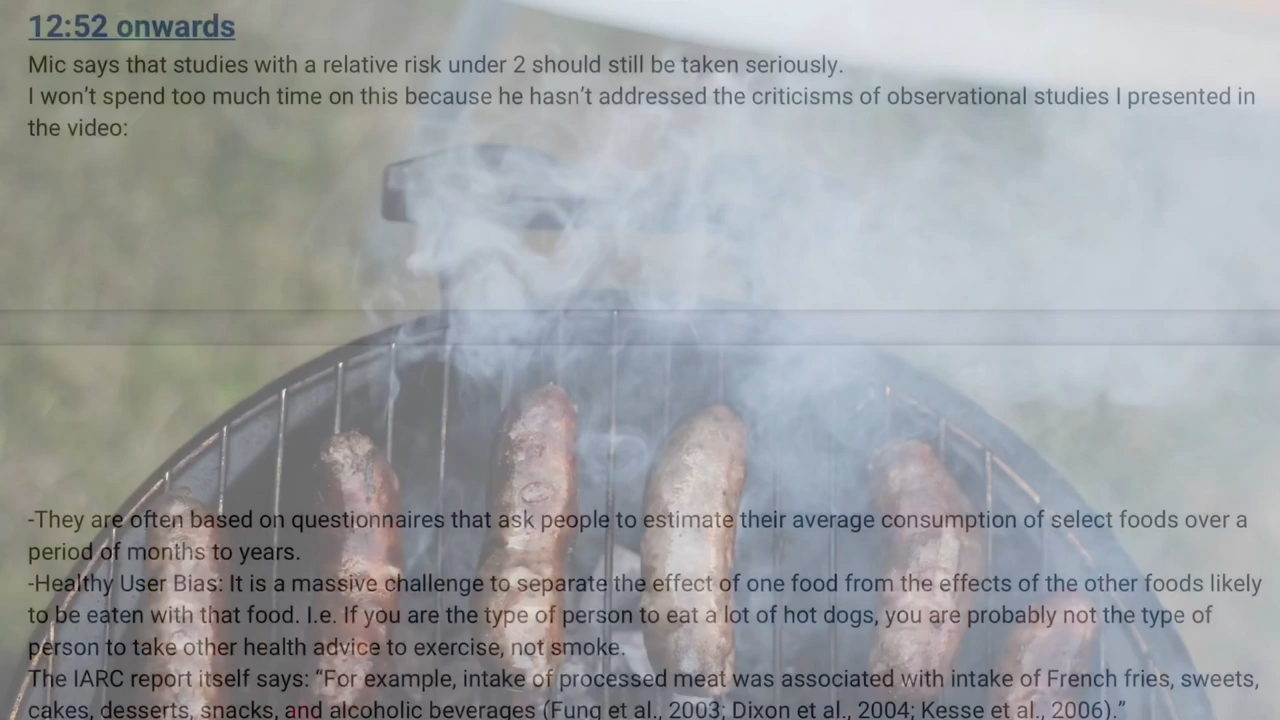 12:52 onwards
Mic says that studies with a relative risk under 2 should still be taken seriously.
I won’t spend too much time on this because he hasn’t addressed the criticisms of observational studies I presented in
the video:
-They are often based on questionnaires that ask people to estimate their average consumption of select foods over a
period of months to years.
-Healthy User Bias: It is a massive challenge to separate the effect of one food from the effects of the other foods likely
to be eaten with that food. I.e. If you are the type of person to eat a lot of hot dogs, you are probably not the type of
person to take other health advice to exercise, not smoke.
The IARC report itself says: “For example, intake of processed meat was associated with intake of French fries, sweets,
cakes, desserts, snacks, and alcoholic beverages (Fung et al., 2003; Dixon et al., 2004; Kesse et al., 2006).”